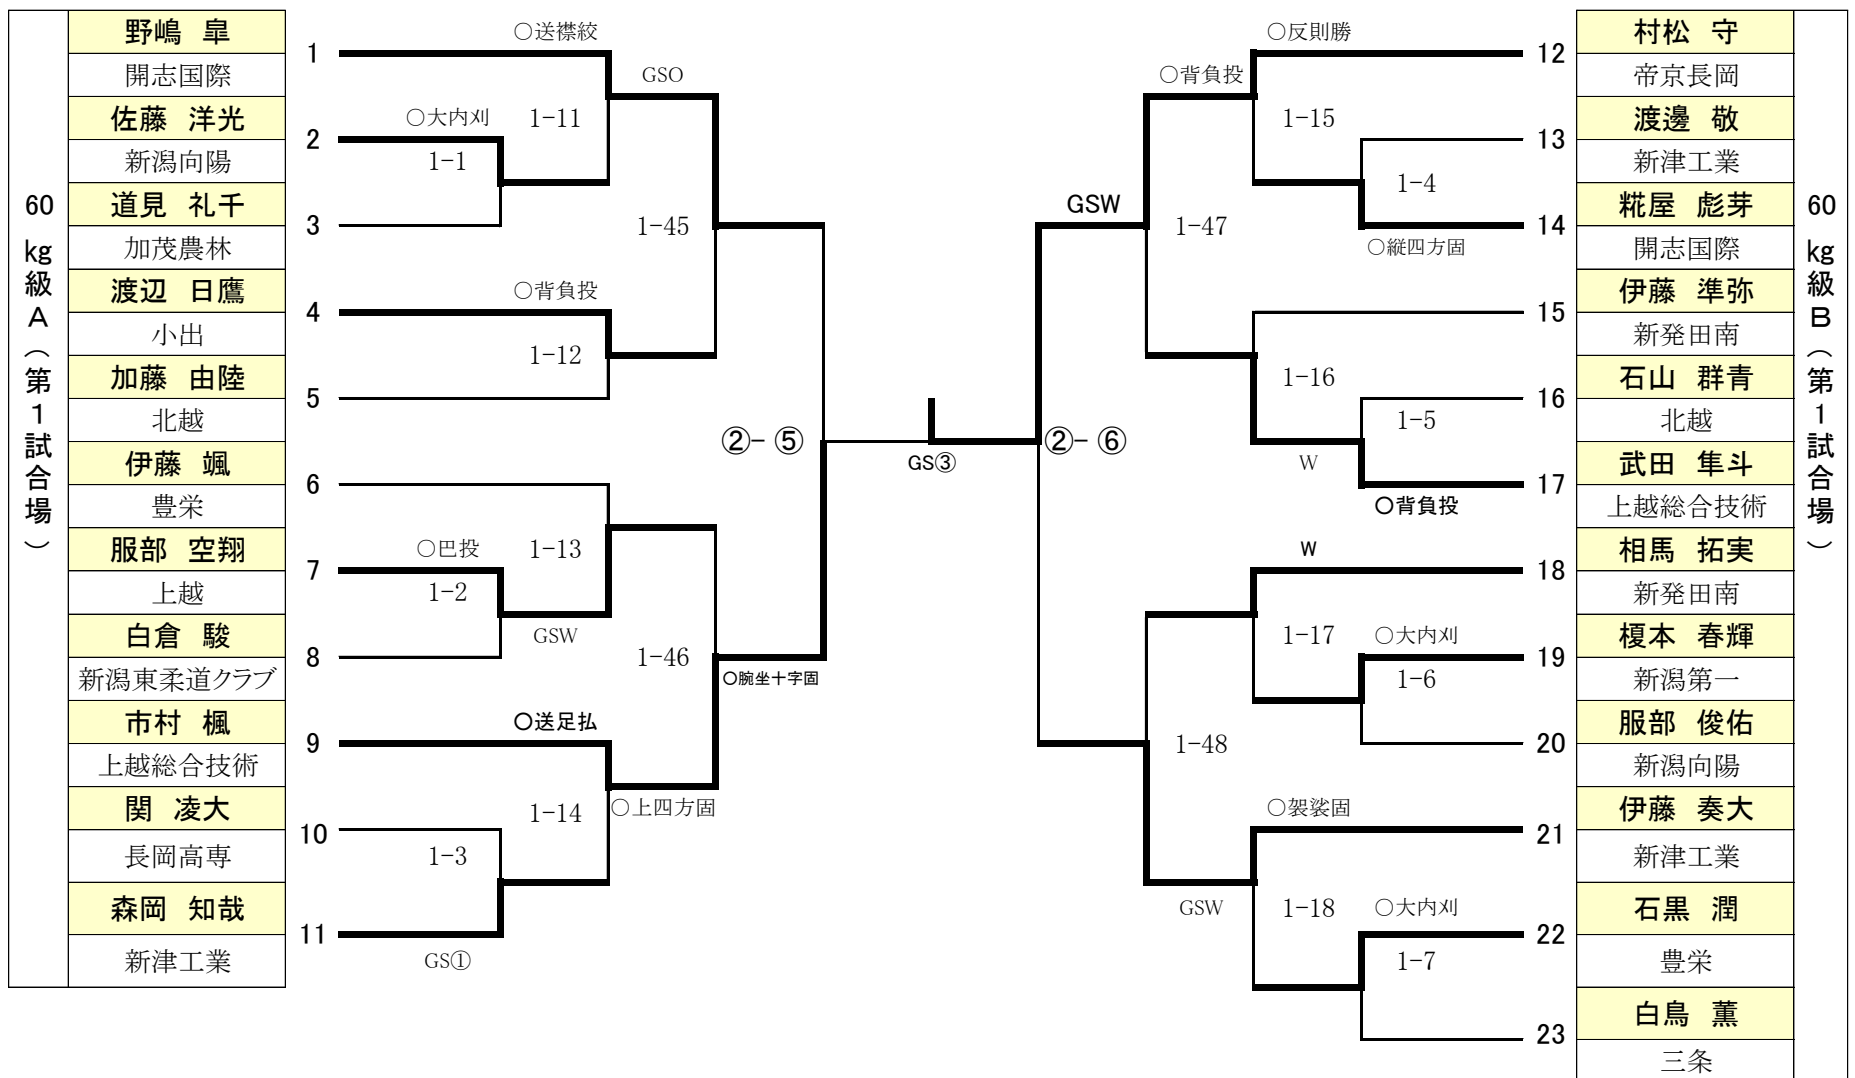 60kg級A（第1試合場）
野嶋 皐
開志国際
佐藤 洋光
新潟向陽
道見 礼千
加茂農林
渡辺 日鷹
小出
加藤 由陸
北越
伊藤 颯
豊栄
服部 空翔
上越
白倉 駿
新潟東柔道クラブ
市村 楓
上越総合技術
関 凌大
長岡高専
森岡 知哉
新津工業
1
2
3
4
5
6
7
8
9
10
11
○大内刈
1-1
○巴投
1-2
1-3
GS①
○送襟絞
1-11
○背負投
1-12
1-13
GSW
○送足払
1-14
GSO
1-45
1-46
○上四方固
②-⑤
○腕坐十字固
GS③
②-⑥
GSW
○背負投
1-47
1-48
GSW
○反則勝
1-15
1-16
W
W
1-17
○袈裟固
1-18
1-4
○縦四方固
1-5
○背負投
○大内刈
1-6
○大内刈
1-7
12
13
14
15
16
17
18
19
20
21
22
23
村松 守
帝京長岡
渡邊 敬
新津工業
糀屋 彪芽
開志国際
伊藤 準弥
新発田南
石山 群青
北越
武田 隼斗
上越総合技術
相馬 拓実
新発田南
榎本 春輝
新潟第一
服部 俊佑
新潟向陽
伊藤 奏大
新津工業
石黒 潤
豊栄
白鳥 薫
三条
60kg級B（第1試合場）